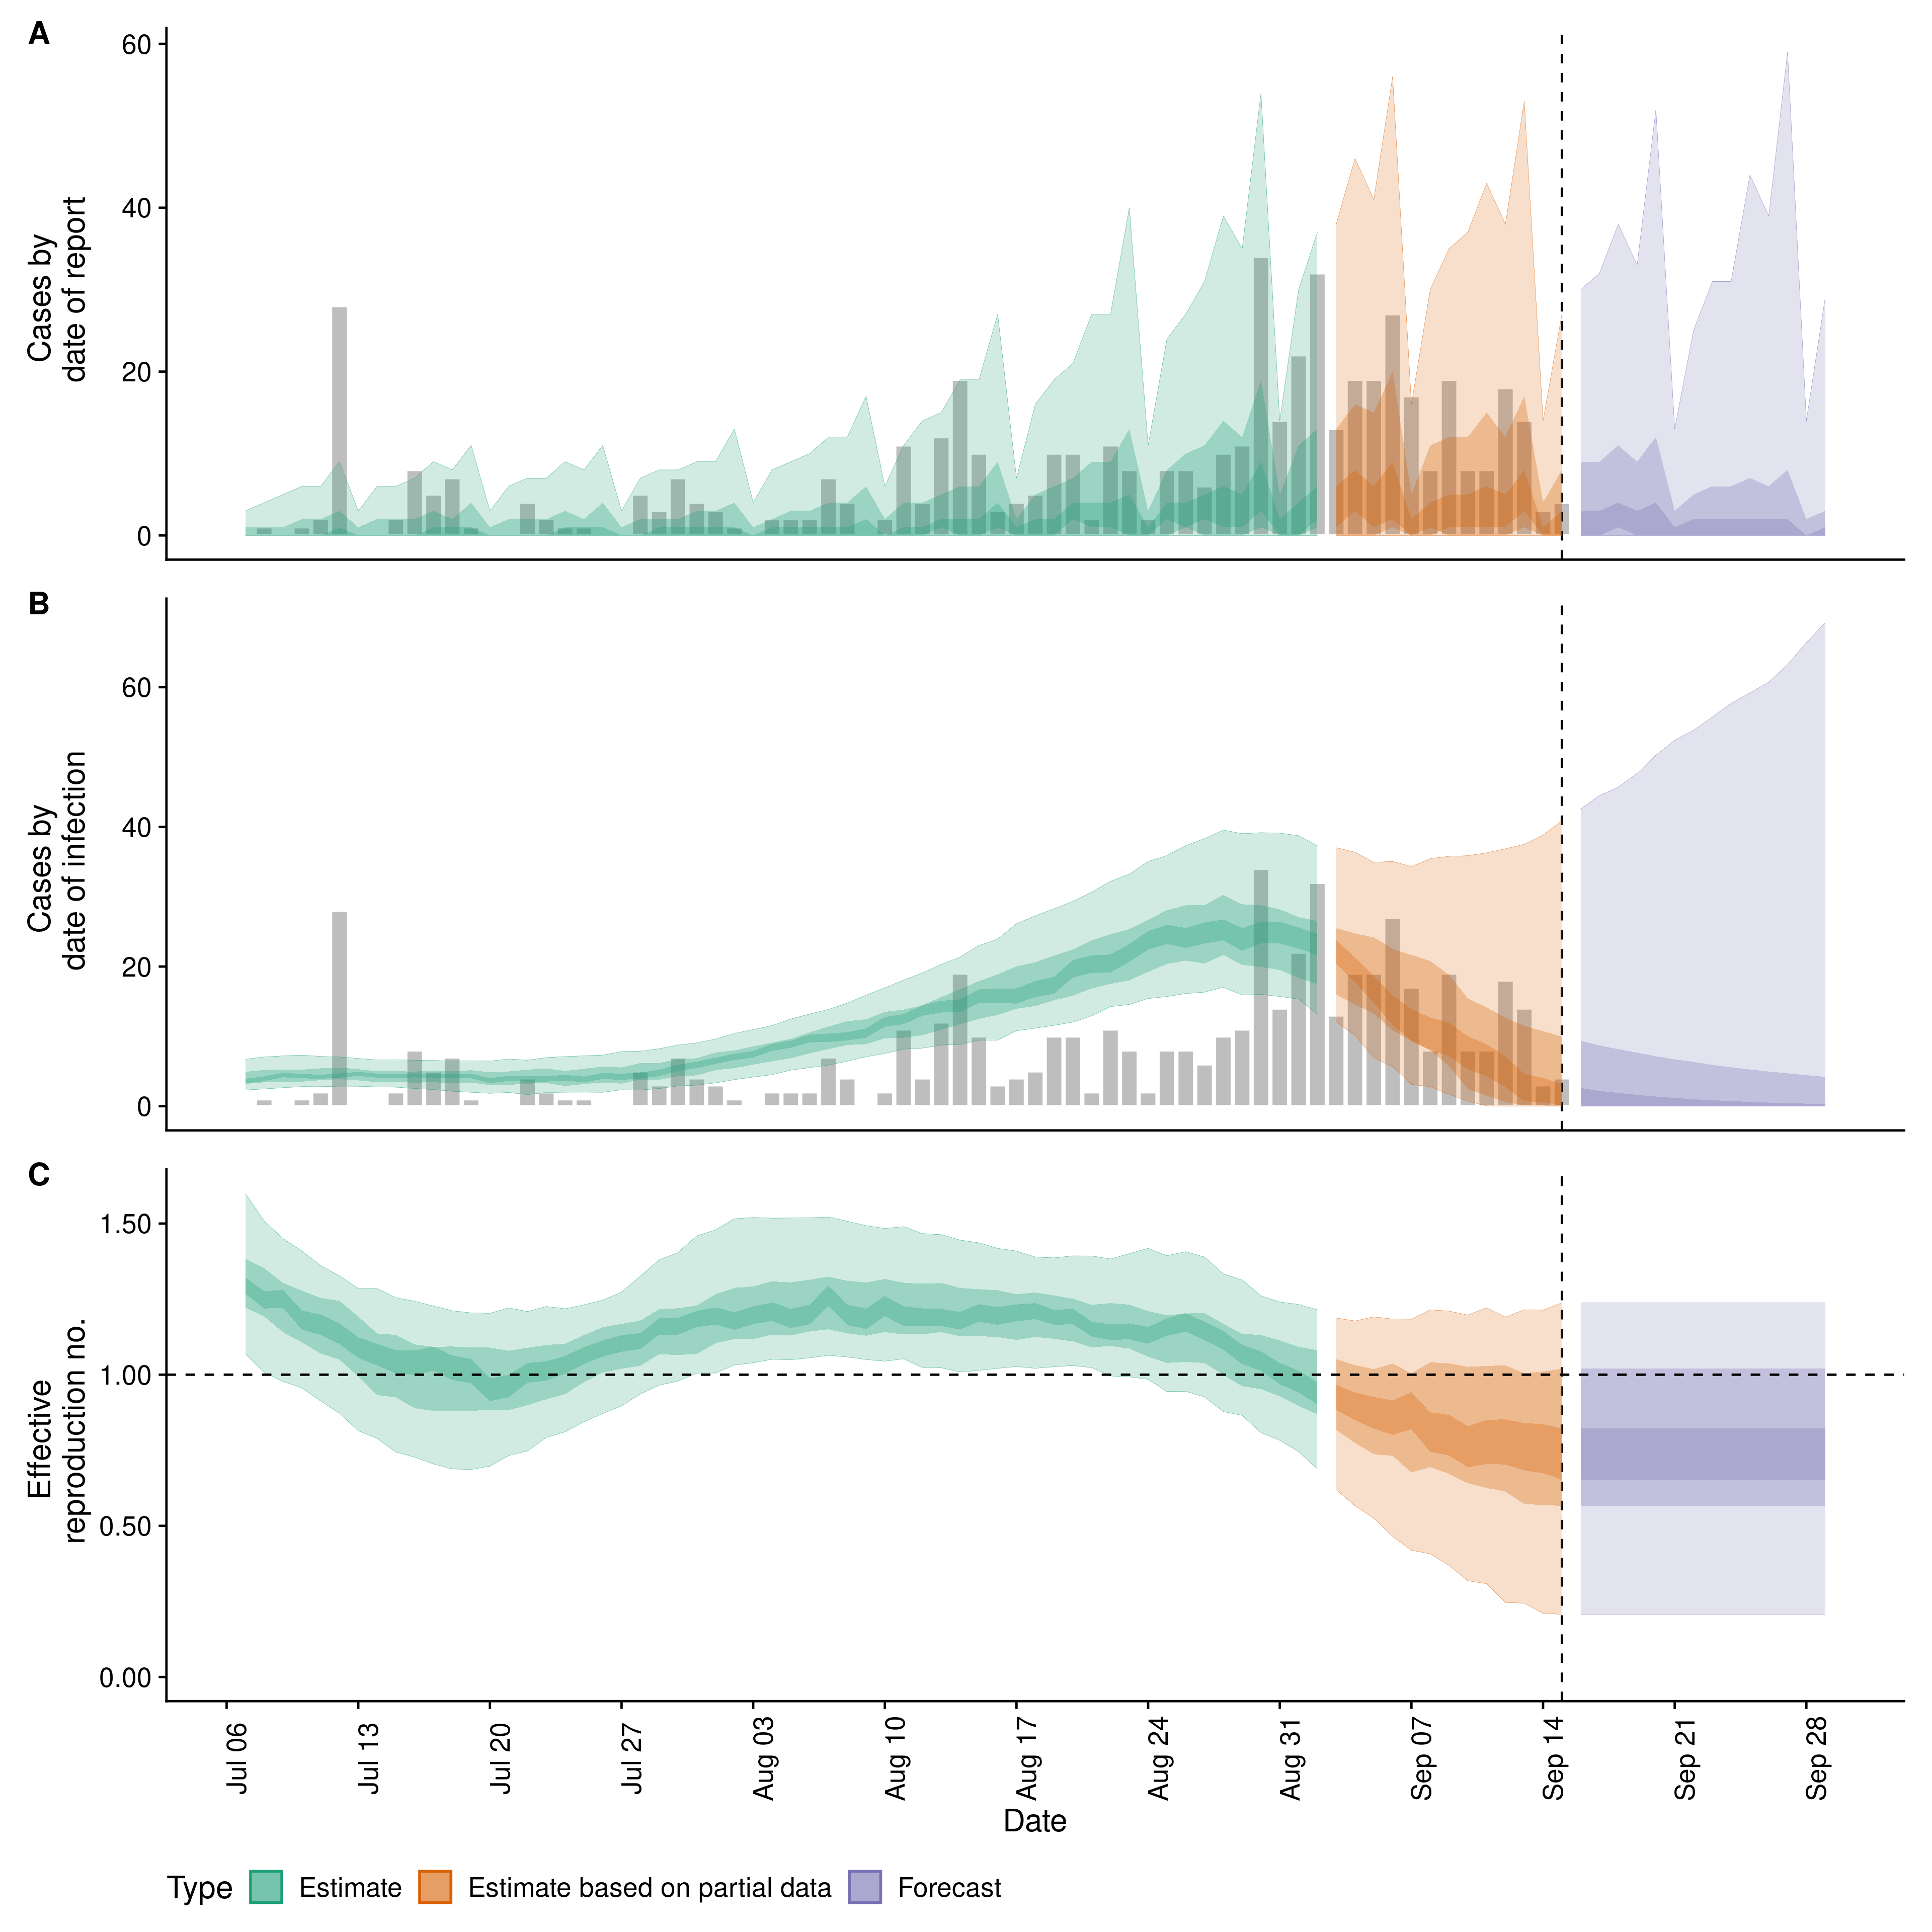 A
60
40
20
0
Cases by
date of report
B
60
40
20
0
Cases by
date of infection
C
1.50
1.00
0.50
0.00
Effective
reproduction no.
Jul 06
Jul 13
Jul 20
Jul 27
Aug 03
Aug 10
Aug 17
Aug 24
Aug 31
Sep 07
Sep 14
Sep 21
Sep 28
Date
Type Estimate Estimate based on partial data Forecast